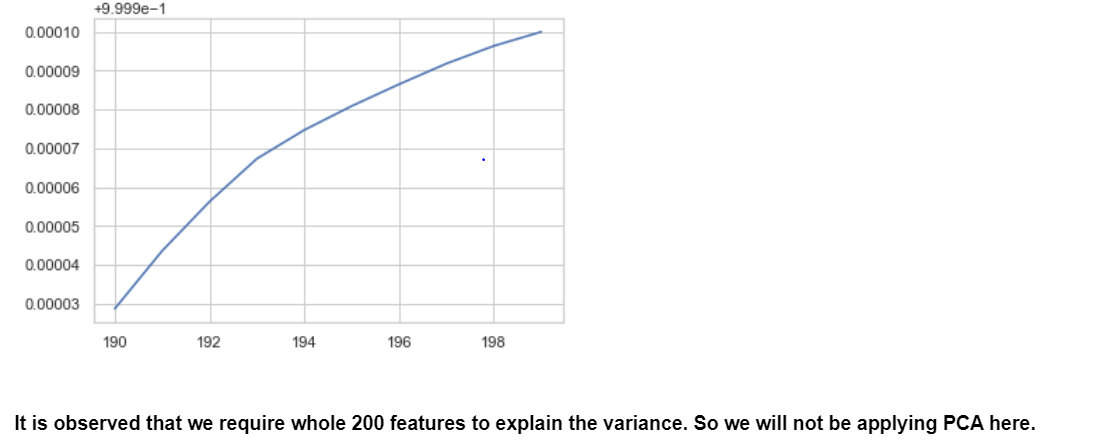 +9.999e−1
0.00010
0.00009
0.00008
0.00007
0.00006
0.00005
0.00004
0.00003
190 192 194 196 198
It is observed that we require whole 200 features to explain the variance. So we will not be applying PCA here.